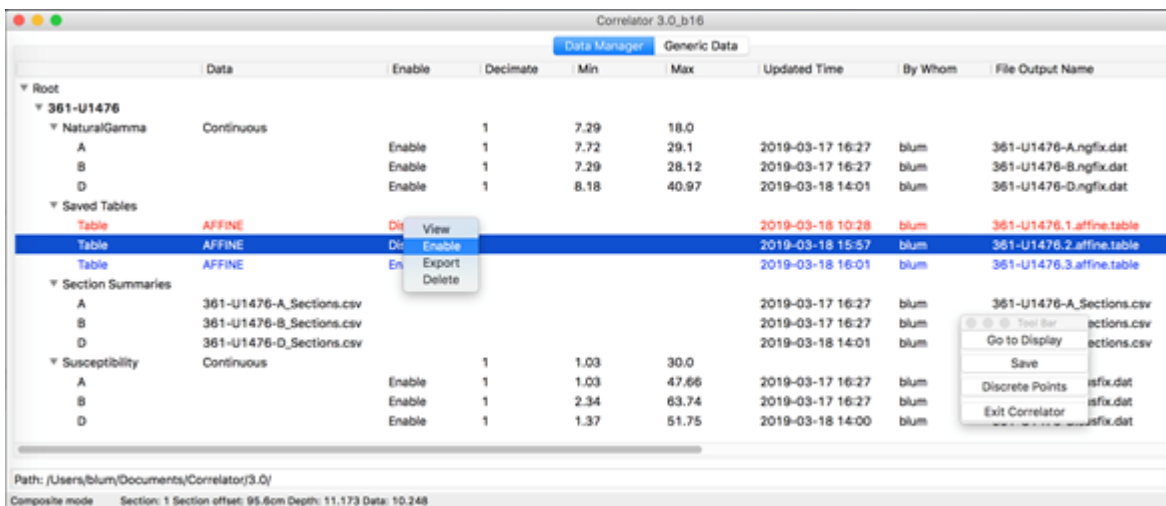 Correlator 3.0_b16
Data Manager Generic Data
Data Enable Decimate Min Max Updated Time By Whom File Output Name
Root
361-U1476
NaturalGamma Continuous 1 7.29 18.0
A Enable 1 7.72 29.1 2019-03-17 16:27 blum 361-U1476-A.ngfix.dat
B Enable 1 7.29 28.12 2019-03-17 16:27 blum 361-U1476-B.ngfix.dat
D Enable 1 8.18 40.97 2019-03-18 14:01 blum 361-U1476-D.ngfix.dat
Saved Tables
Table AFFINE 2019-03-18 10:28 blum 361-U1476.1.affine.table
View
Table AFFINE Enable 2019-03-18 15:57 blum 361-U1476.2.affine.table
Table AFFINE 2019-03-18 16:01 blum 361-U1476.3.affine.table
Export
Delete
Section Summaries
A 361-U1476-A_Sections.csv 2019-03-17 16:27 blum 361-U1476-A_Sections.csv
B 361-U1476-B_Sections.csv 2019-03-17 16:27 blum ections.csv
D 361-U1476-D_Sections.csv 2019-03-18 14:01 blum ections.csv
Tool Bar
Go to Display
Save
Discrete Points
Exit Correlator
Susceptibility Continuous 1 1.03 30.0
A Enable 1 1.03 47.66 2019-03-17 16:27 blum sfix.dat
B Enable 1 2.34 63.74 2019-03-17 16:27 blum sfix.dat
D Enable 1 1.37 51.75 2019-03-18 14:00 blum usfix.dat
Path: /Users/blum/Documents/Correlator/3.0/
Composite mode Section: 1 Section offset: 95.6cm Depth: 11.173 Data: 10.248